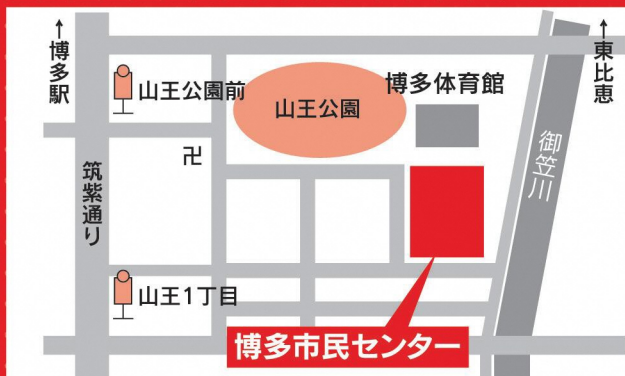 ↑博多駅
↑東比恵
山王公園前
山王公園
博多体育館
卍
御笠川
筑紫通り
山王1丁目
博多市民センター